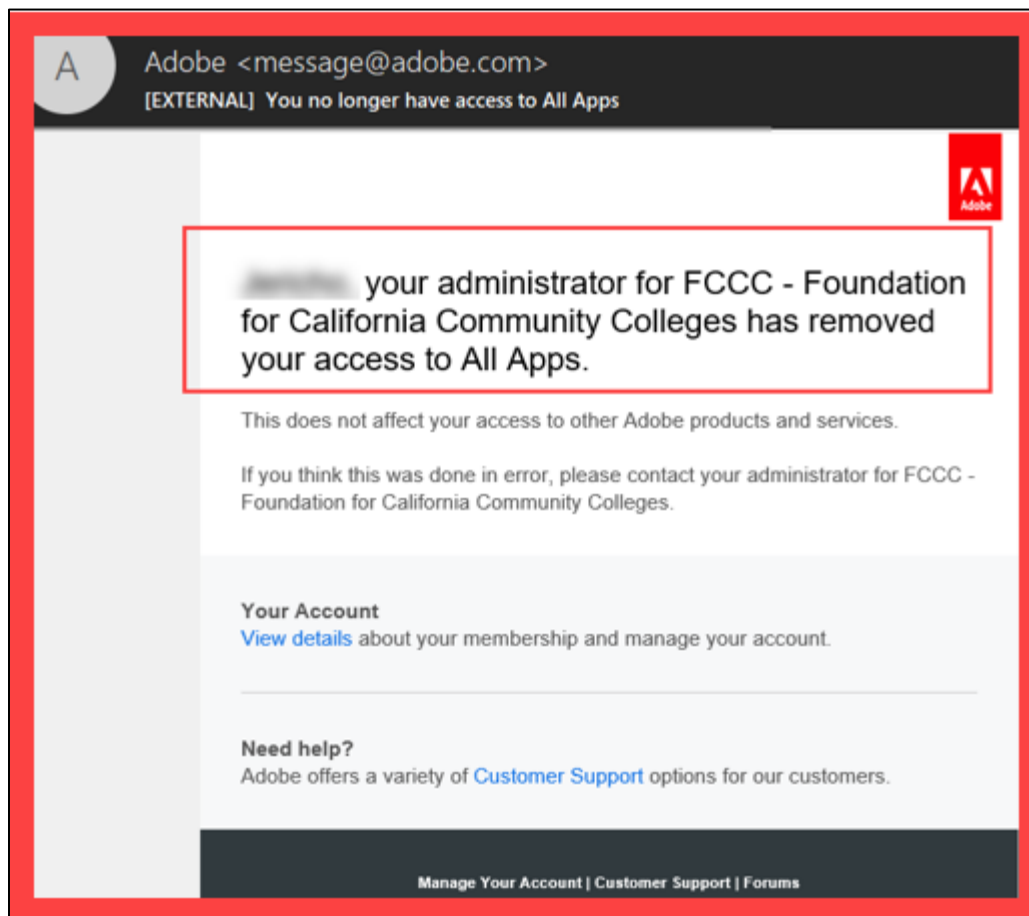 A
Adobe <message@adobe.com>
[EXTERNAL] You no longer have access to All Apps
Adobe
your administrator for FCCC - Foundation
for California Community Colleges has removed
your access to All Apps.
This does not affect your access to other Adobe products and services.
If you think this was done in error, please contact your administrator for FCCC -
Foundation for California Community Colleges.
Your Account
View details about your membership and manage your account.
Need help?
Adobe offers a variety of Customer Support options for our customers.
Manage Your Account | Customer Support | Forums